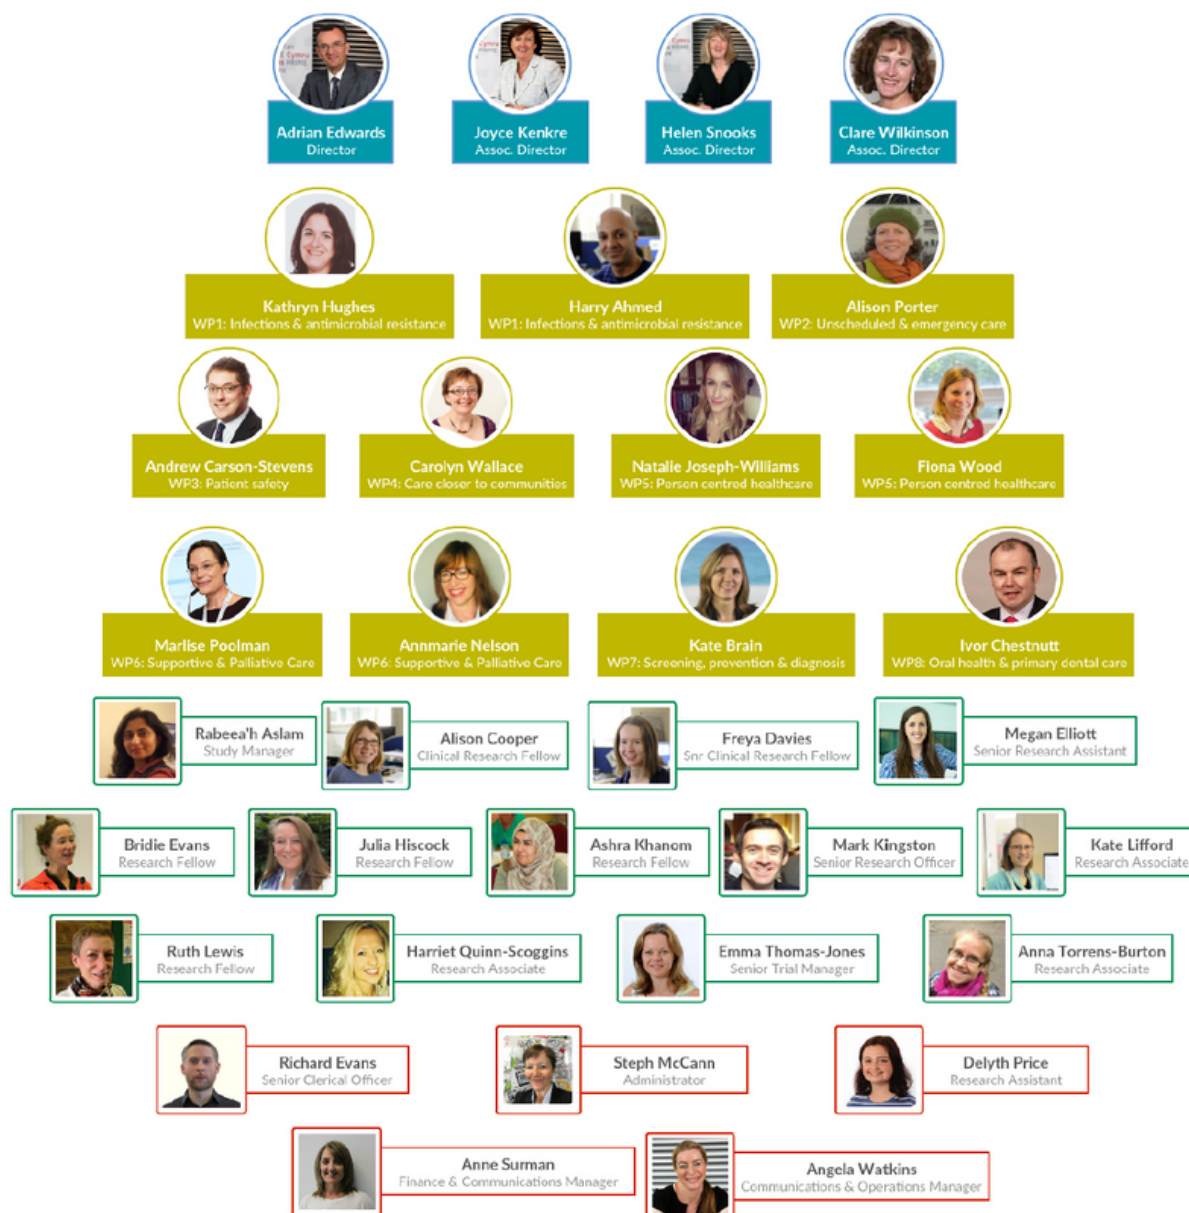 Cymru
Cymru
Adrian Edwards
Director
Joyce Kenkre
Assoc. Director
Helen Snooks
Assoc. Director
Clare Wilkinson
Assoc. Director
Kathryn Hughes
WP1: Infections & antimicrobial resistance
Harry Ahmed
WP1: Infections & antimicrobial resistance
Alison Porter
WP2: Unscheduled & emergency care
Andrew Carson-Stevens
WP3: Patient safety
Carolyn Wallace
WP4: Care closer to communities
Natalie Joseph-Williams
WP5: Person centred healthcare
Fiona Wood
WP5: Person centred healthcare
Marlise Poolman
WP6: Supportive & Palliative Care
Annmarie Nelson
WP6: Supportive & Palliative Care
Kate Brain
WP7: Screening, prevention & diagnosis
Ivor Chestnutt
WP8: Oral health & primary dental care
Rabeea'h Aslam
Study Manager
Alison Cooper
Clinical Research Fellow
Freya Davies
Snr Clinical Research Fellow
Megan Elliott
Senior Research Assistant
Bridie Evans
Research Fellow
Julia Hiscock
Research Fellow
Ashra Khanom
Research Fellow
Mark Kingston
Senior Research Officer
Kate Lifford
Research Associate
Ruth Lewis
Research Fellow
Harriet Quinn-Scoggins
Research Associate
Emma Thomas-Jones
Senior Trial Manager
Anna Torrens-Burton
Research Associate
Richard Evans
Senior Clerical Officer
Steph McCann
Administrator
Delyth Price
Research Assistant
Anne Surman
Finance & Communications Manager
Angela Watkins
Communications & Operations Manager